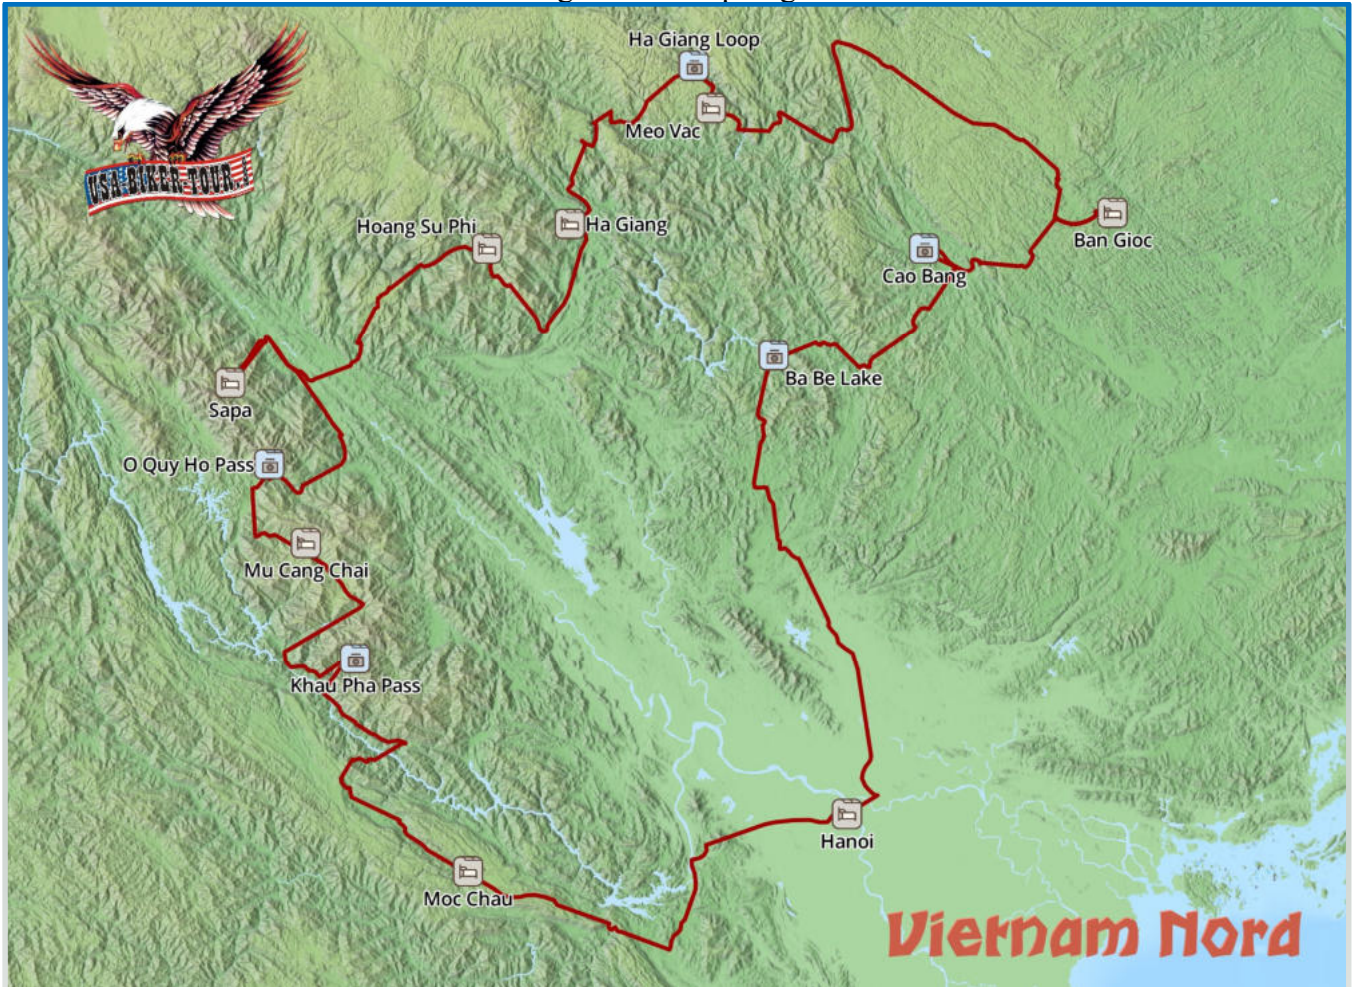 Ha Giang Loop
Meo Vac
Hoang Su Phi
Ha Giang
Ban Gioc
Cao Bang
Ba Be Lake
Sapa
O Quy Ho Pass
Mu Cang Chai
Khau Pha Pass
Hanoi
Moc Chau
Vietnam Nord
USA-BIKER-TOUR